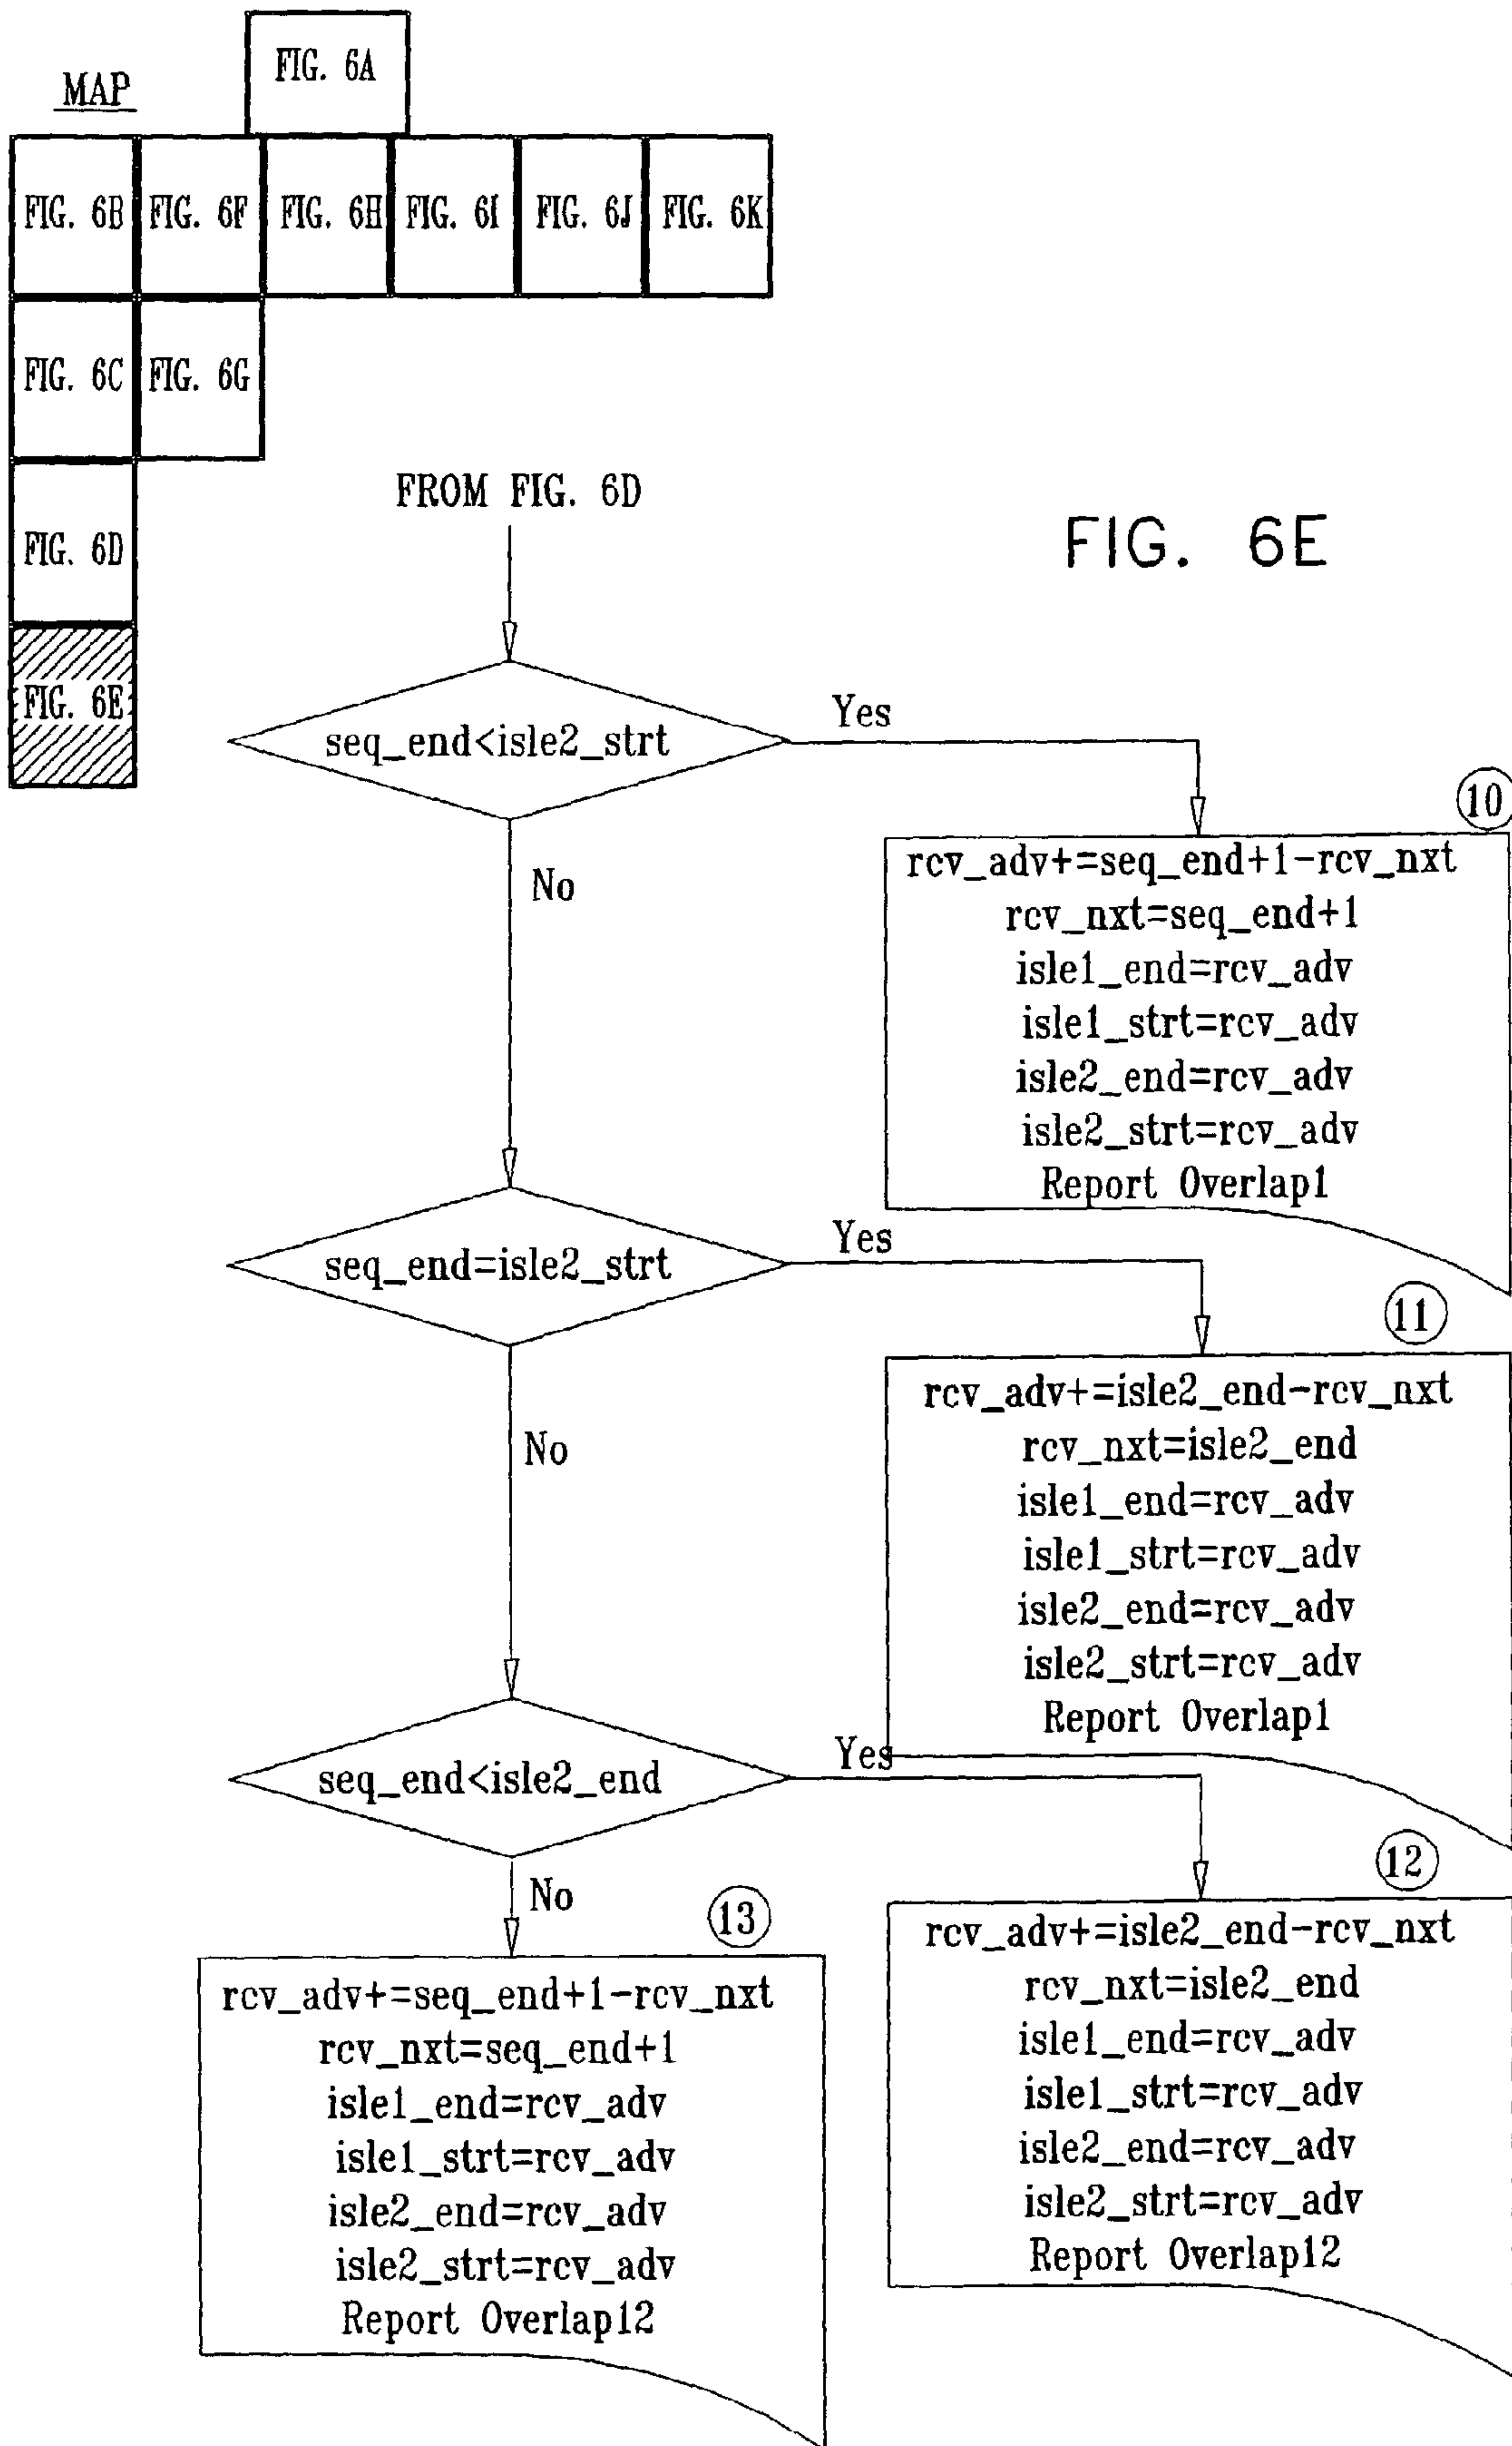 MAP
FIG. 6A
FIG. 6B FIG. 6F FIG. 6H FIG. 6I FIG. 6J FIG. 6K
FIG. 6C FIG. 6G
FIG. 6D
FIG. 6E
FROM FIG. 6D
FIG. 6E
seq_end<isle2_strt
Yes
No
10
rcv_adv+=seq_end+1-rcv_nxt
rcv_nxt=seq_end+1
isle1_end=rcv_adv
isle1_strt=rcv_adv
isle2_end=rcv_adv
isle2_strt=rcv_adv
Report Overlap1
seq_end=isle2_strt
Yes
No
11
rcv_adv+=isle2_end-rcv_nxt
rcv_nxt=isle2_end
isle1_end=rcv_adv
isle1_strt=rcv_adv
isle2_end=rcv_adv
isle2_strt=rcv_adv
Report Overlap1
seq_end<isle2_end
Yes
No
12
rcv_adv+=isle2_end-rcv_nxt
rcv_nxt=isle2_end
isle1_end=rcv_adv
isle1_strt=rcv_adv
isle2_end=rcv_adv
isle2_strt=rcv_adv
Report Overlap12
13
rcv_adv+=seq_end+1-rcv_nxt
rcv_nxt=seq_end+1
isle1_end=rcv_adv
isle1_strt=rcv_adv
isle2_end=rcv_adv
isle2_strt=rcv_adv
Report Overlap12